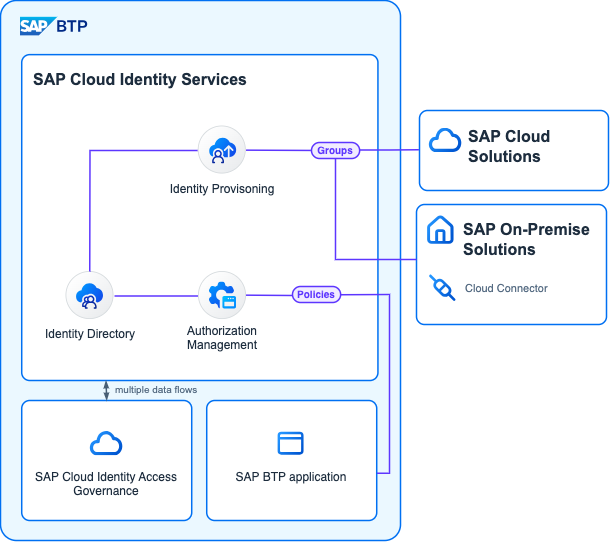 SAP BTP
SAP Cloud Identity Services
Identity Provisoning
Groups
SAP Cloud
Solutions
SAP On-Premise
Solutions
Cloud Connector
Identity Directory
Authorization
Management
Policies
multiple data flows
SAP Cloud Identity Access
Governance
SAP BTP application